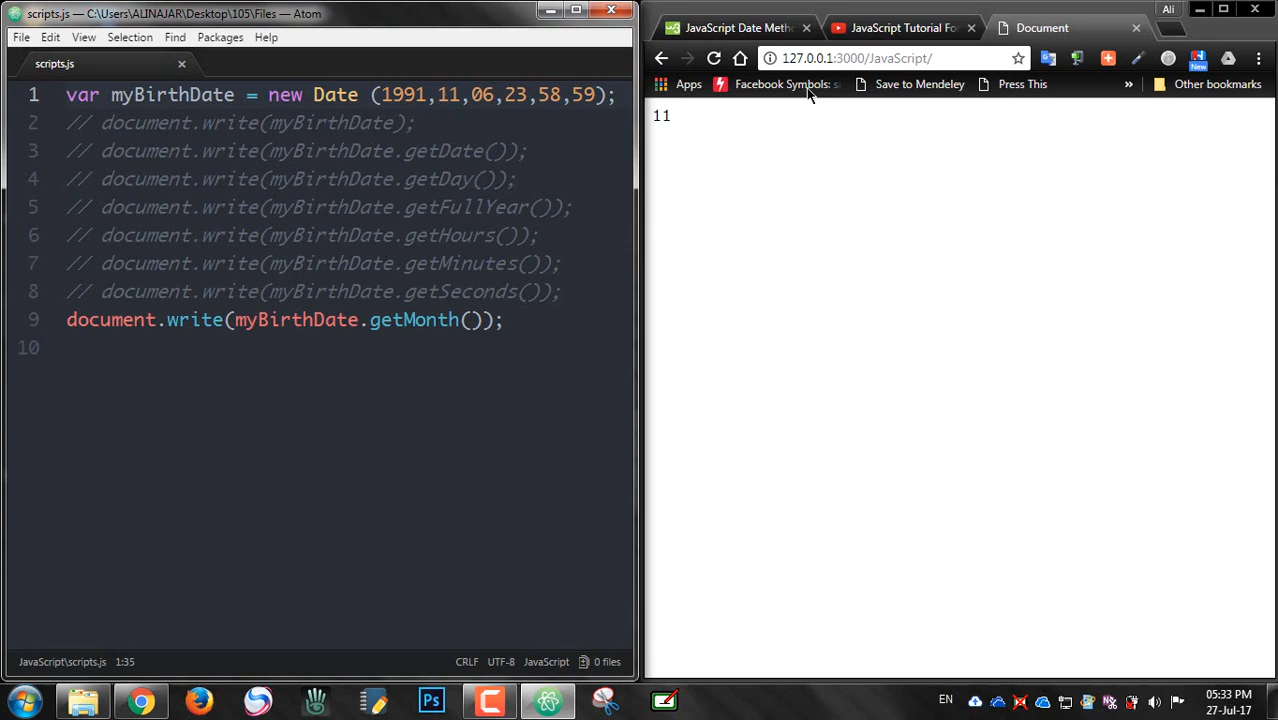 scripts.js — C:\Users\ALINAJAR\Desktop\105\Files — Atom
File Edit View Selection Find Packages Help
scripts.js
1 var myBirthDate = new Date (1991,11,06,23,58,59);
2 // document.write(myBirthDate);
3 // document.write(myBirthDate.getDate());
4 // document.write(myBirthDate.getDay());
5 // document.write(myBirthDate.getFullYear());
6 // document.write(myBirthDate.getHours());
7 // document.write(myBirthDate.getMinutes());
8 // document.write(myBirthDate.getSeconds());
9 document.write(myBirthDate.getMonth());
10
JavaScript\scripts.js 1:35 CRLF UTF-8 JavaScript 0 files
Ali
JavaScript Date Meth JavaScript Tutorial Fo Document
127.0.0.1:3000/JavaScript/
New
Apps Facebook Symbols: Save to Mendeley Press This » Other bookmarks
11
Ps
EN
05:33 PM
27-Jul-17